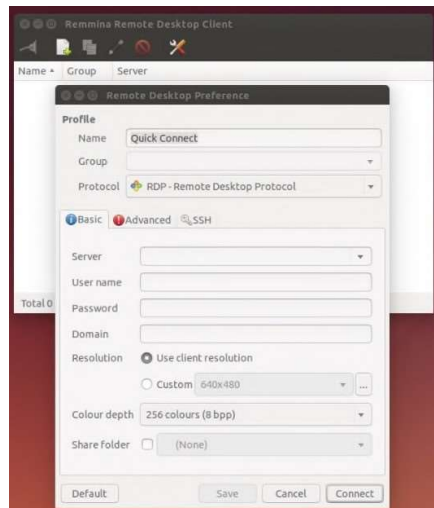 Remmina Remote Desktop Client
Name Group Server
Remote Desktop Preference
Profile
Name Quick Connect
Group
Protocol RDP - Remote Desktop Protocol
Basic Advanced SSH
Server
User name
Password
Domain
Resolution Use client resolution
Custom 640x480 ...
Colour depth 256 colours (8 bpp)
Share folder (None)
Total 0
Default Save Cancel Connect